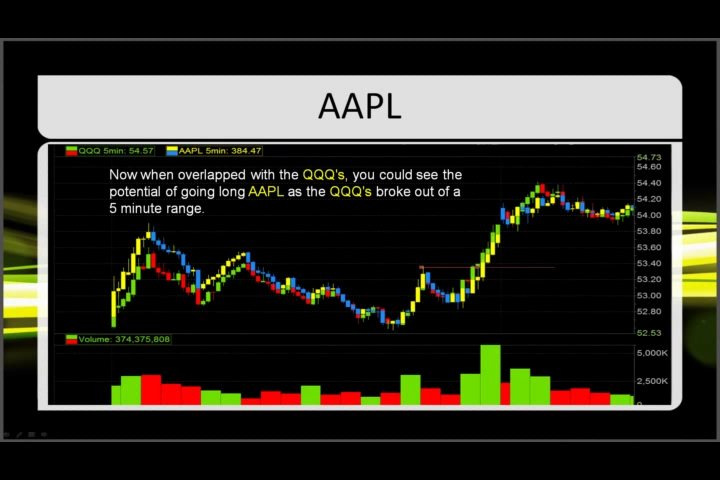 AAPL
QQQ 5min: 54.57 AAPL 5min: 384.47
Now when overlapped with the QQQ's, you could see the
potential of going long AAPL as the QQQ's broke out of a
5 minute range.
54.73
54.60
54.40
54.20
54.00
53.80
53.60
53.40
53.20
53.00
52.80
52.53
Volume: 374,375,808
5,000K
2,500K
0